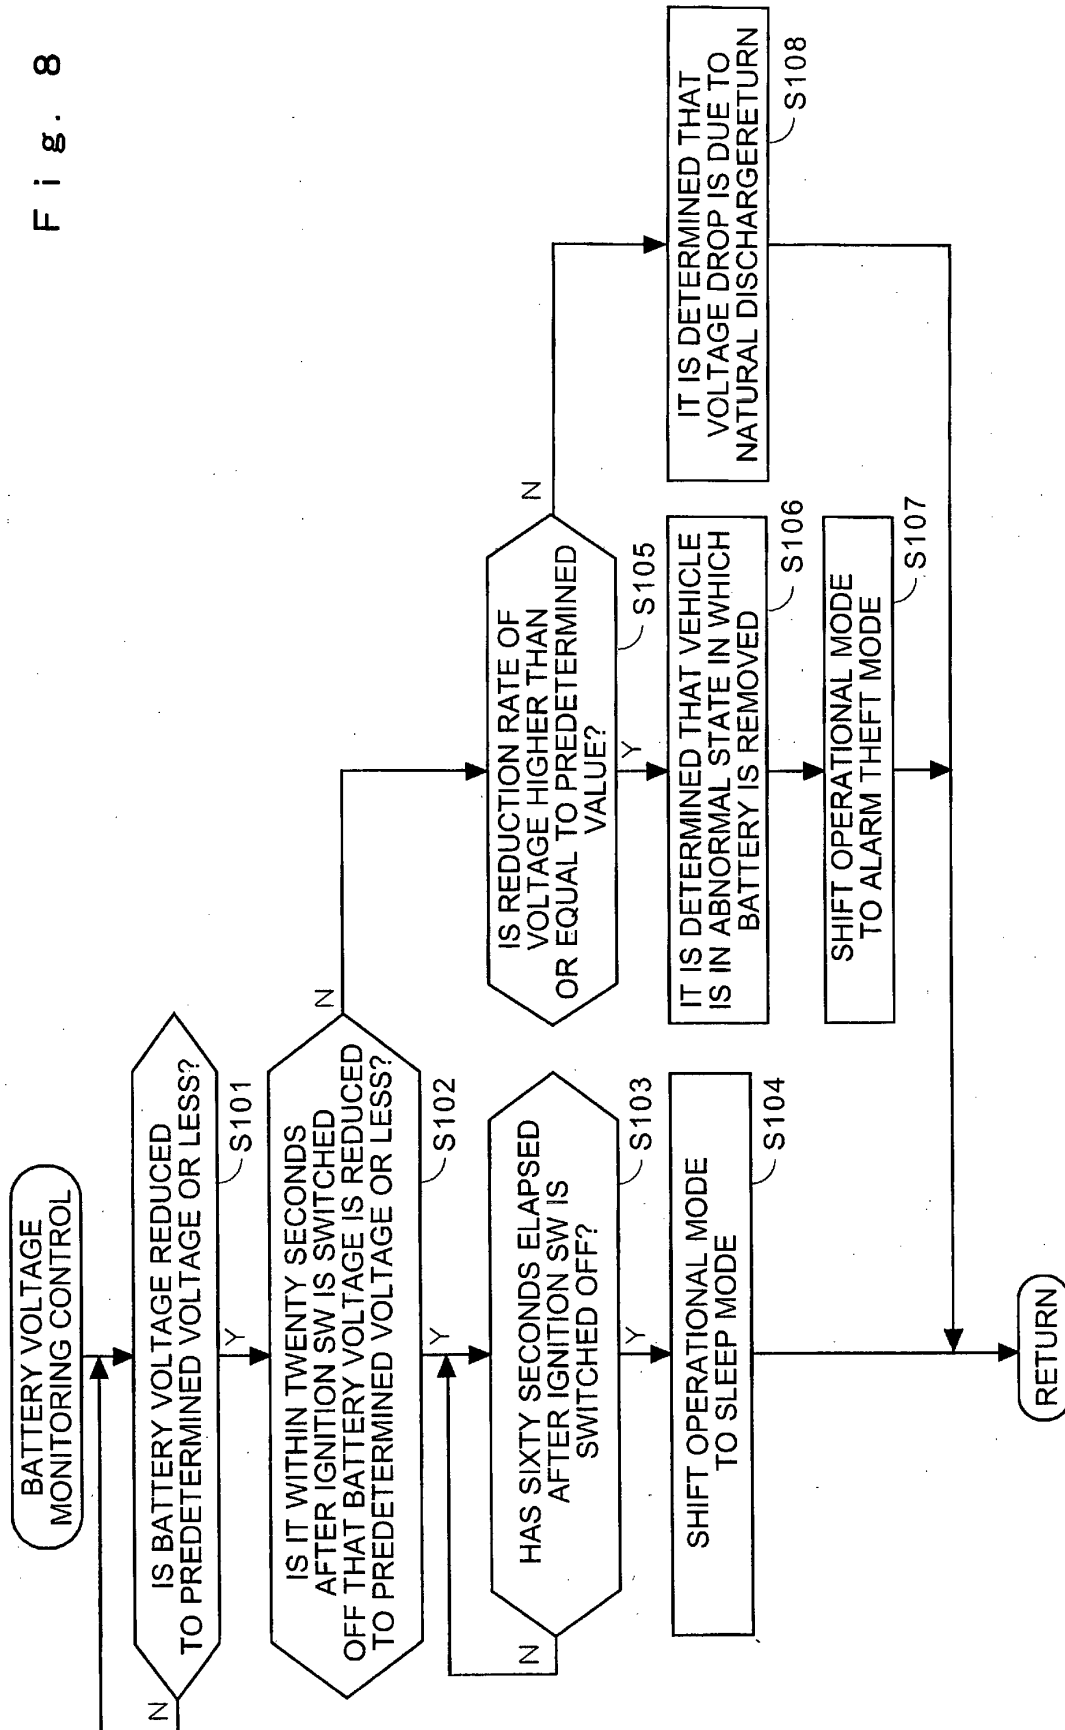 Fig. 8
BATTERY VOLTAGE
MONITORING CONTROL
IS BATTERY VOLTAGE REDUCED
TO PREDETERMINED VOLTAGE OR LESS?
S101
N
Y
IS IT WITHIN TWENTY SECONDS
AFTER IGNITION SW IS SWITCHED
OFF THAT BATTERY VOLTAGE IS REDUCED
TO PREDETERMINED VOLTAGE OR LESS?
S102
N
Y
HAS SIXTY SECONDS ELAPSED
AFTER IGNITION SW IS
SWITCHED OFF?
S103
N
Y
SHIFT OPERATIONAL MODE
TO SLEEP MODE
S104
IS REDUCTION RATE OF
VOLTAGE HIGHER THAN
OR EQUAL TO PREDETERMINED
VALUE?
S105
N
Y
IT IS DETERMINED THAT VEHICLE
IS IN ABNORMAL STATE IN WHICH
BATTERY IS REMOVED
S106
SHIFT OPERATIONAL MODE
TO ALARM THEFT MODE
S107
IT IS DETERMINED THAT
VOLTAGE DROP IS DUE TO
NATURAL DISCHARGERETURN
S108
RETURN